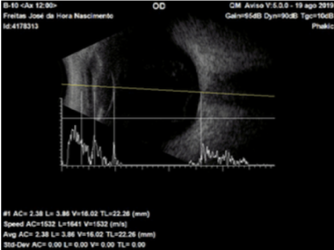 B-10 <Ax 12:00> OD QM Aviso V:5.0.0 - 19 ago 2019
Freitas José da Hora Nascimento Gain=95dB Dyn=90dB Tgc=10dB
Id:4178313 Phakic
#1 AC= 2.38 L= 3.86 V=16.02 TL=22.26 (mm)
Speed AC=1532 L=1641 V=1532 (m/s)
Avg AC= 2.38 L= 3.86 V=16.02 TL=22.26 (mm)
Std-Dev AC= 0.00 L= 0.00 V= 0.00 TL= 0.00